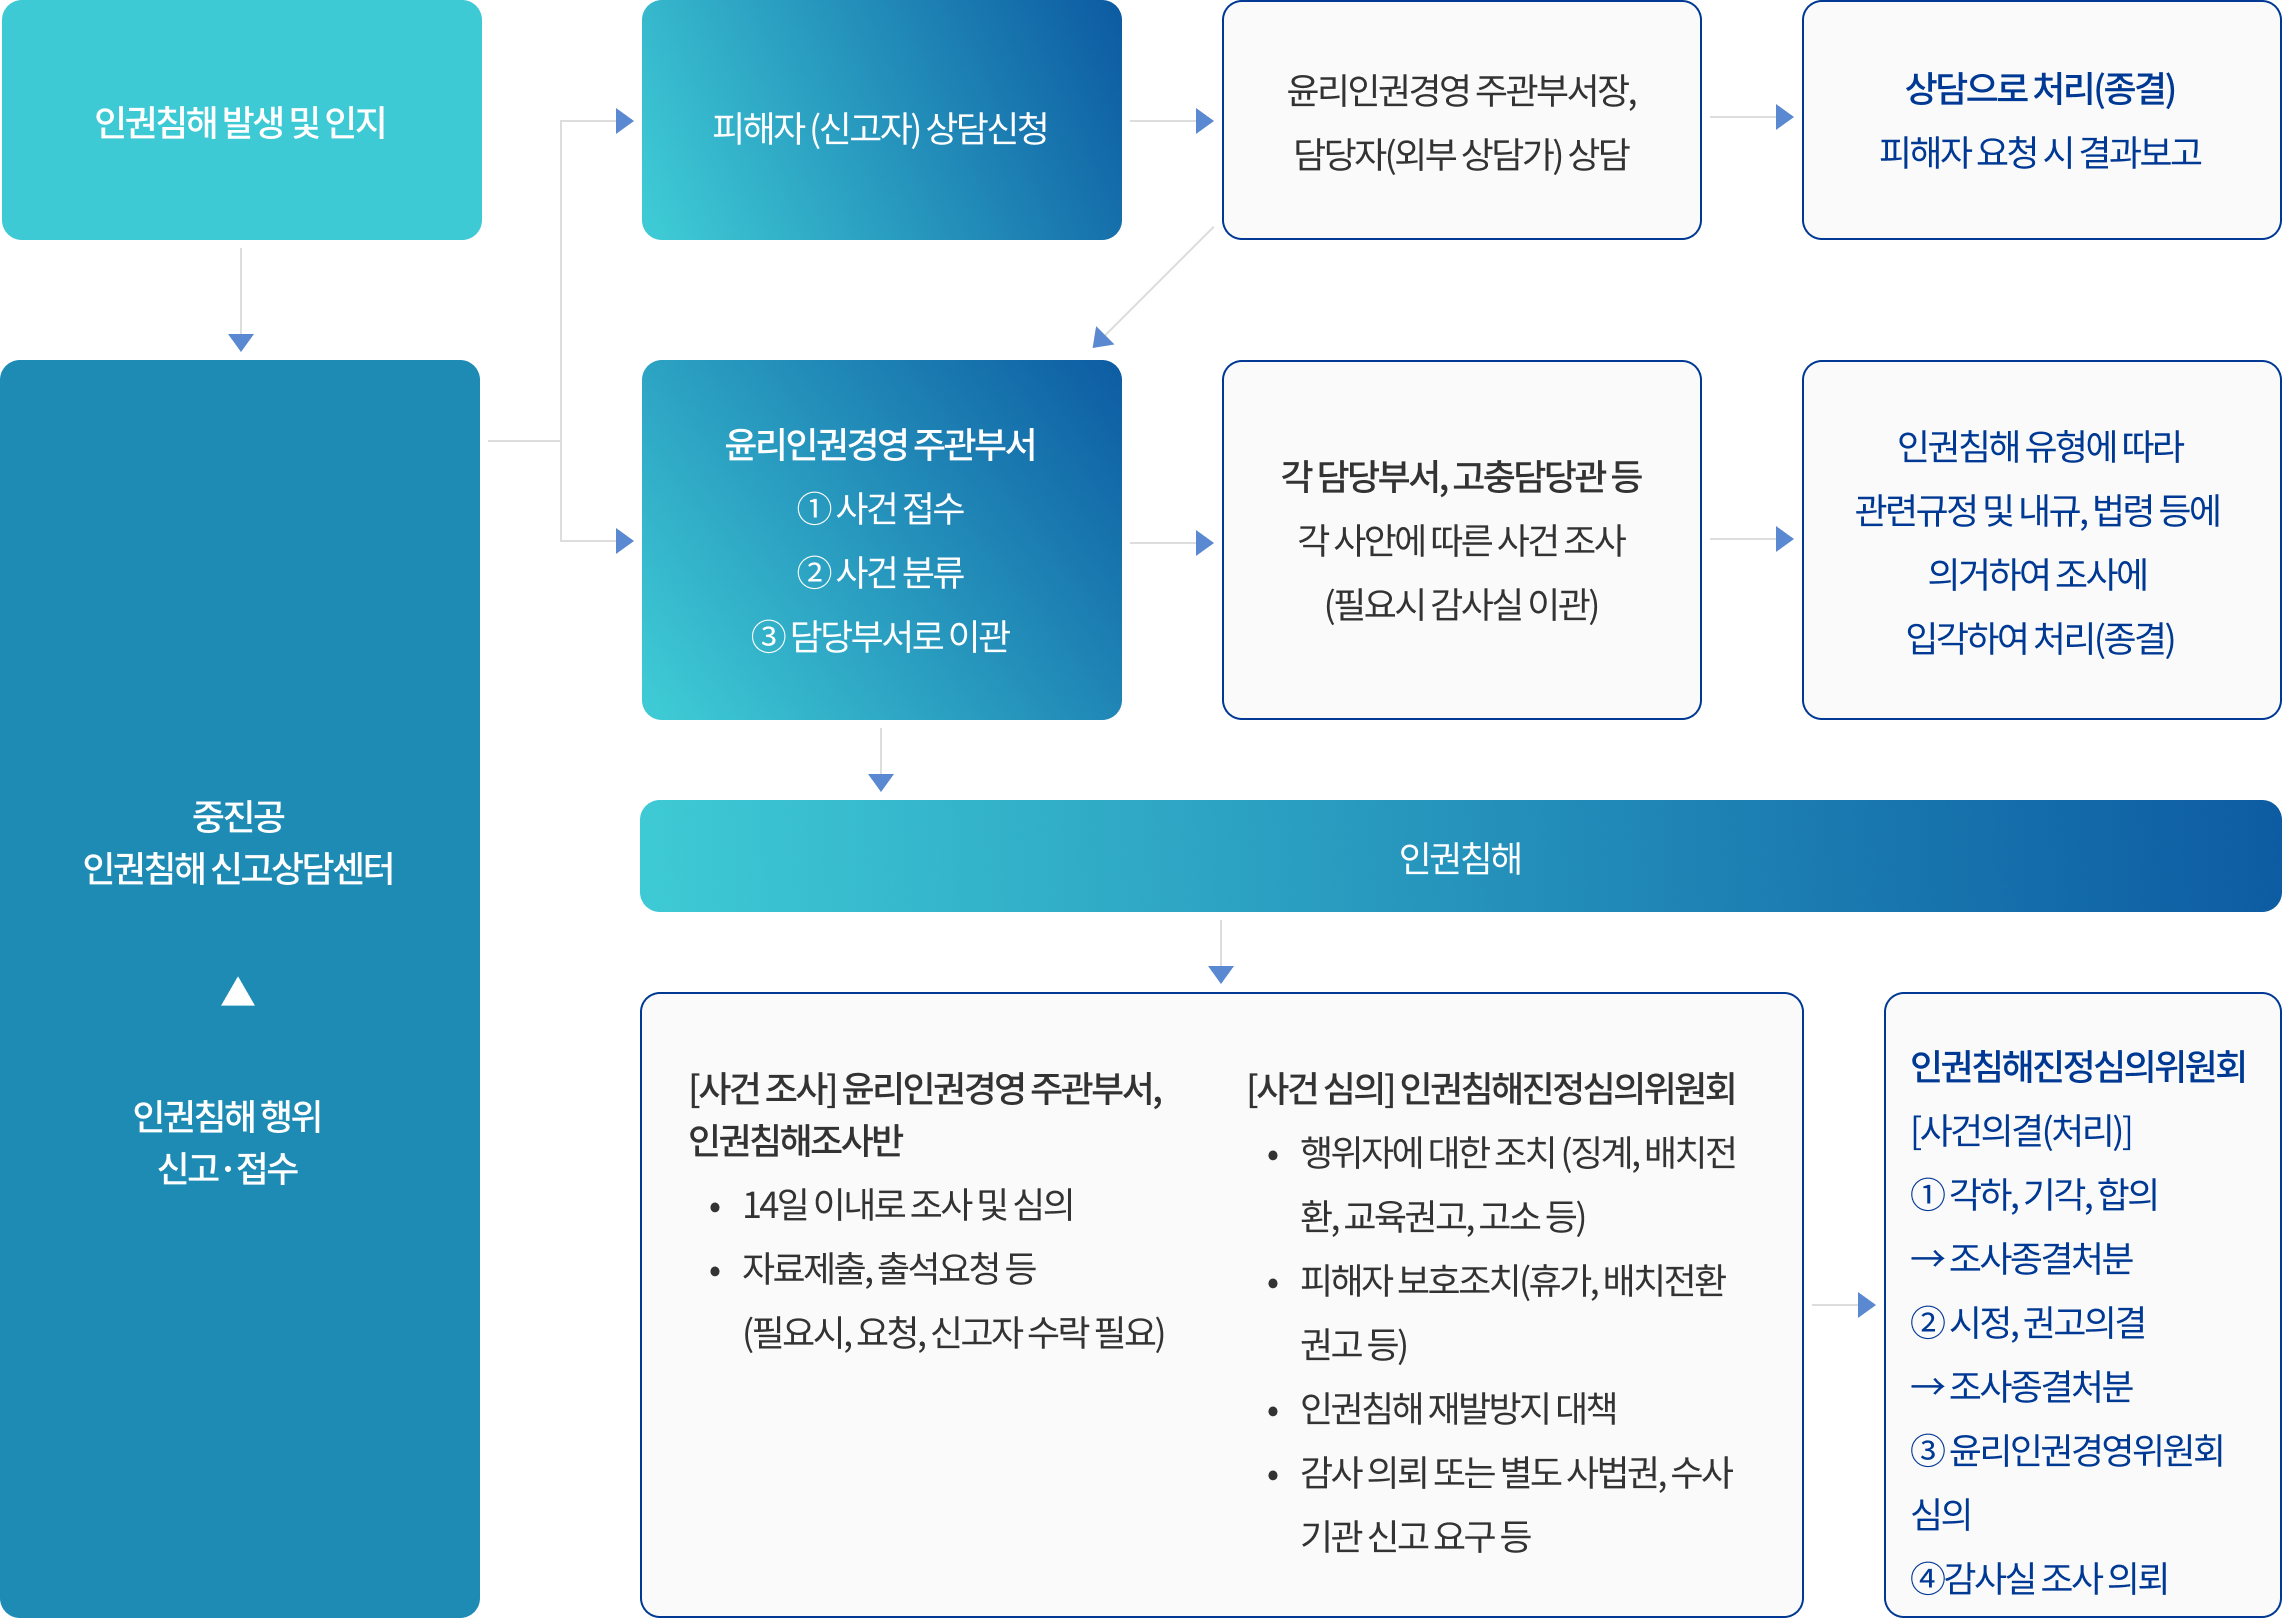 인권침해 발생 및 인지
피해자 (신고자) 상담신청
윤리인권경영 주관부서장,
담당자(외부 상담가) 상담
상담으로 처리(종결)
피해자 요청 시 결과보고
중진공
인권침해 신고상담센터
▲
인권침해 행위
신고·접수
윤리인권경영 주관부서
① 사건 접수
② 사건 분류
③ 담당부서로 이관
각 담당부서, 고충담당관 등
각 사안에 따른 사건 조사
(필요시 감사실 이관)
인권침해 유형에 따라
관련규정 및 내규, 법령 등에
의거하여 조사에
입각하여 처리(종결)
인권침해
[사건 조사] 윤리인권경영 주관부서,
인권침해조사반
• 14일 이내로 조사 및 심의
• 자료제출, 출석요청 등
(필요시, 요청, 신고자 수락 필요)
[사건 심의] 인권침해진정심의위원회
• 행위자에 대한 조치 (징계, 배치전
환, 교육권고, 고소 등)
• 피해자 보호조치(휴가, 배치전환
권고 등)
• 인권침해 재발방지 대책
• 감사 의뢰 또는 별도 사법권, 수사
기관 신고 요구 등
인권침해진정심의위원회
[사건의결(처리)]
① 각하, 기각, 합의
→ 조사종결처분
② 시정, 권고의결
→ 조사종결처분
③ 윤리인권경영위원회
심의
④감사실 조사 의뢰